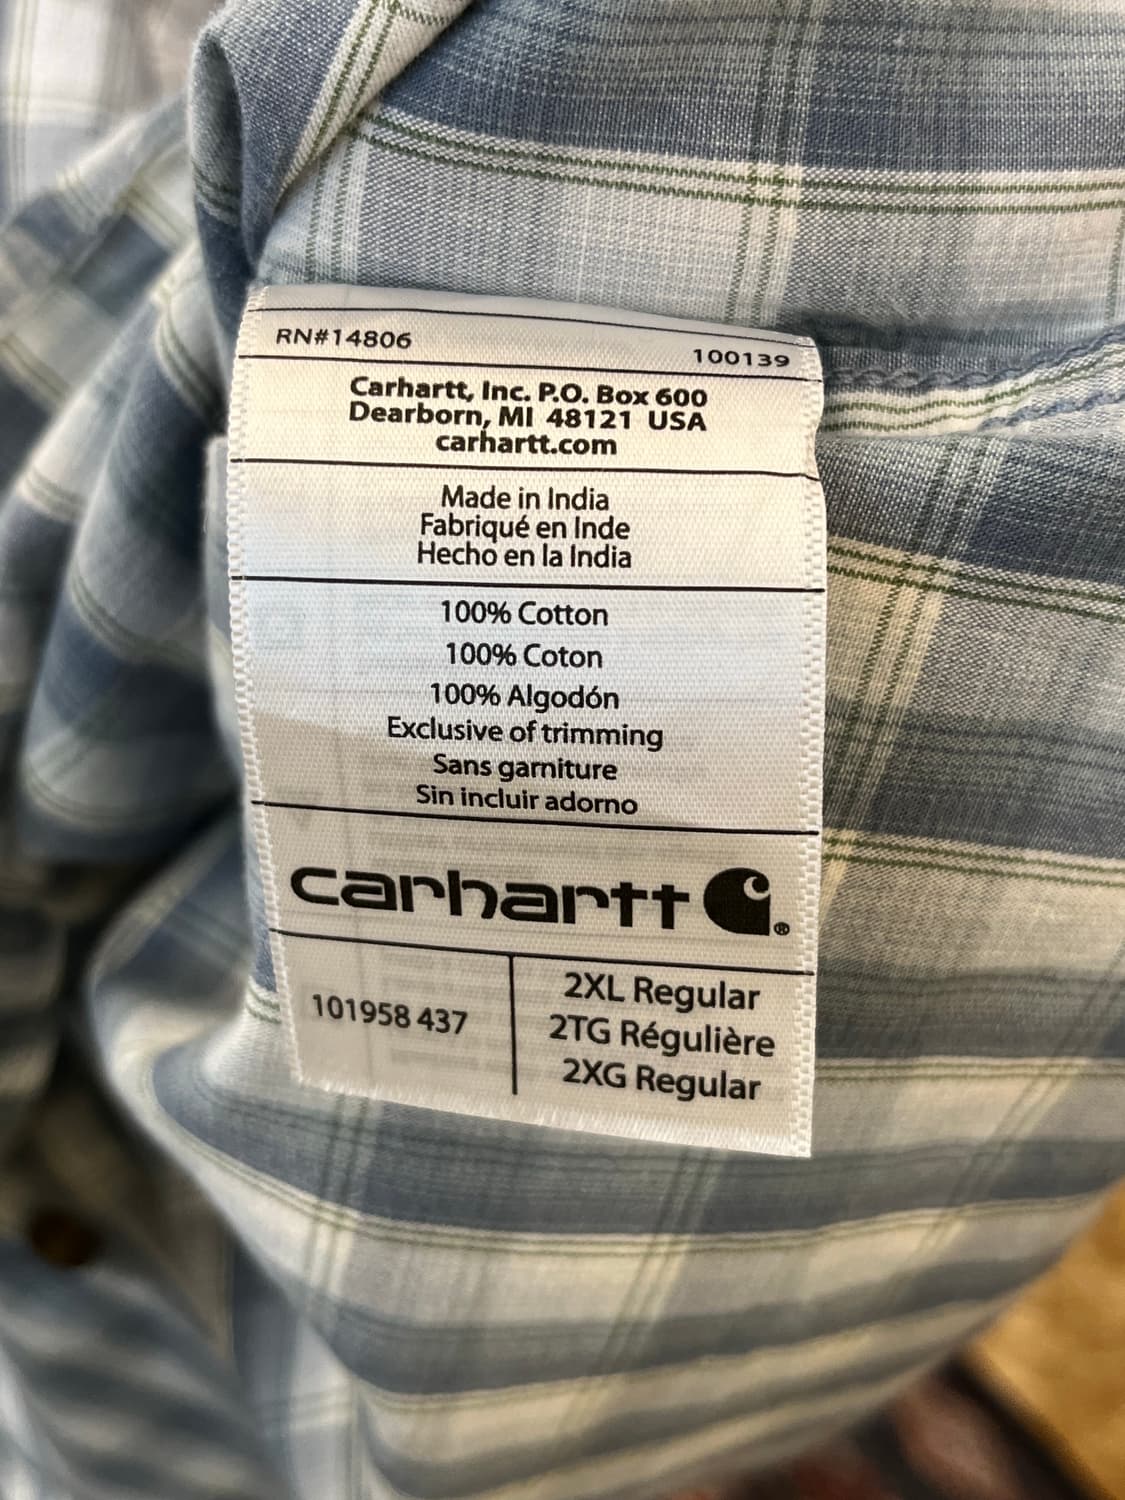 RN#14806 100139
Carhartt, Inc. P.O. Box 600
Dearborn, MI 48121 USA
carhartt.com
Made in India
Fabriqué en Inde
Hecho en la India
100% Cotton
100% Coton
100% Algodón
Exclusive of trimming
Sans garniture
Sin incluir adorno
carhartt ®
101958 437
2XL Regular
2TG Régulière
2XG Regular